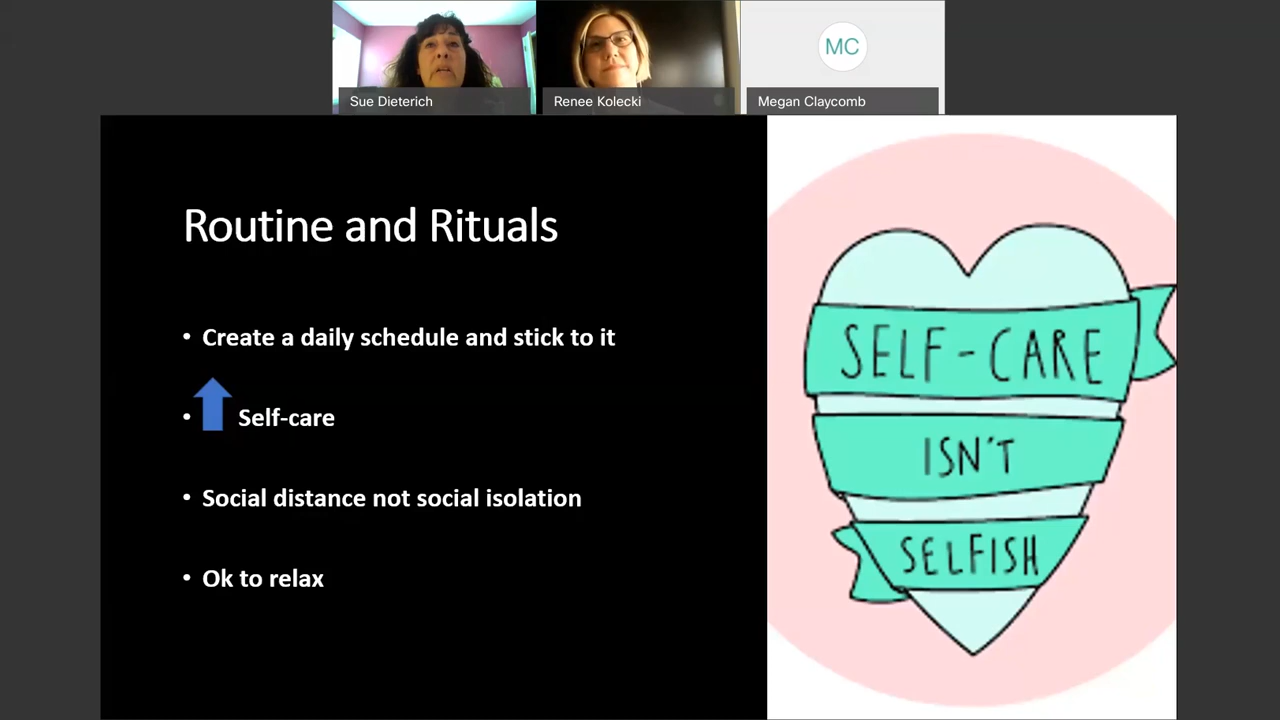 MC
Sue Dieterich
Renee Kolecki
Megan Claycomb
Routine and Rituals
• Create a daily schedule and stick to it
• Self-care
• Social distance not social isolation
• Ok to relax
SELF-CARE
ISN'T
SELFISH